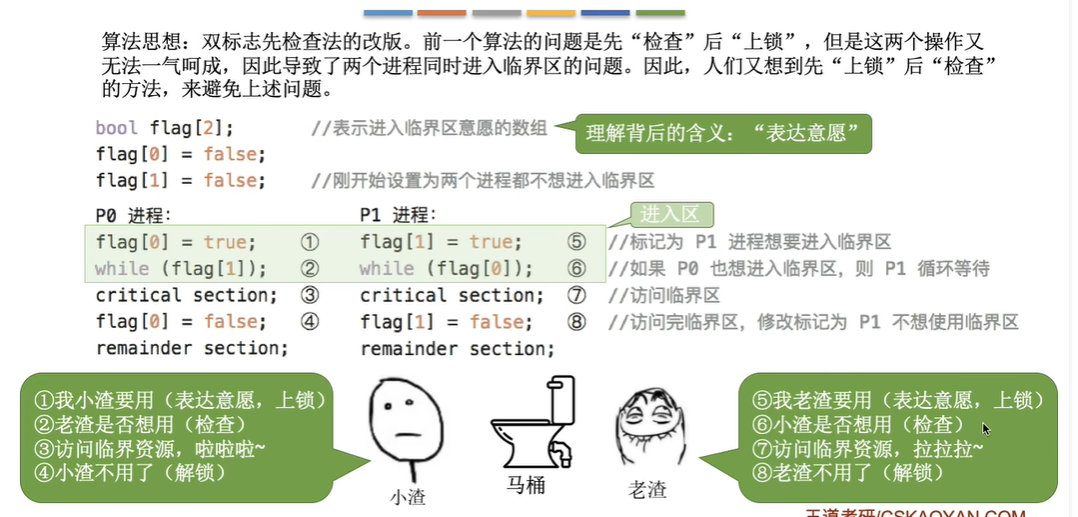 算法思想：双标志先检查法的改版。前一个算法的问题是先“检查”后“上锁”，但是这两个操作又
无法一气呵成，因此导致了两个进程同时进入临界区的问题。因此，人们又想到先“上锁”后“检查”
的方法，来避免上述问题。
bool flag[2]; //表示进入临界区意愿的数组
理解背后的含义：“表达意愿”
flag[0] = false;
flag[1] = false; //刚开始设置为两个进程都不想进入临界区
P0 进程： P1 进程：
进入区
flag[0] = true; ① flag[1] = true; ⑤ //标记为 P1 进程想要进入临界区
while (flag[1]); ② while (flag[0]); ⑥ //如果 P0 也想进入临界区，则 P1 循环等待
critical section; ③ critical section; ⑦ //访问临界区
flag[0] = false; ④ flag[1] = false; ⑧ //访问完临界区，修改标记为 P1 不想使用临界区
remainder section; remainder section;
①我小渣要用（表达意愿，上锁）
②老渣是否想用（检查）
③访问临界资源，啦啦啦~
④小渣不用了（解锁）
小渣
马桶
老渣
⑤我老渣要用（表达意愿，上锁）
⑥小渣是否想用（检查）
⑦访问临界资源，拉拉拉~
⑧老渣不用了（解锁）
王道考研/CSKAOYAN.COM